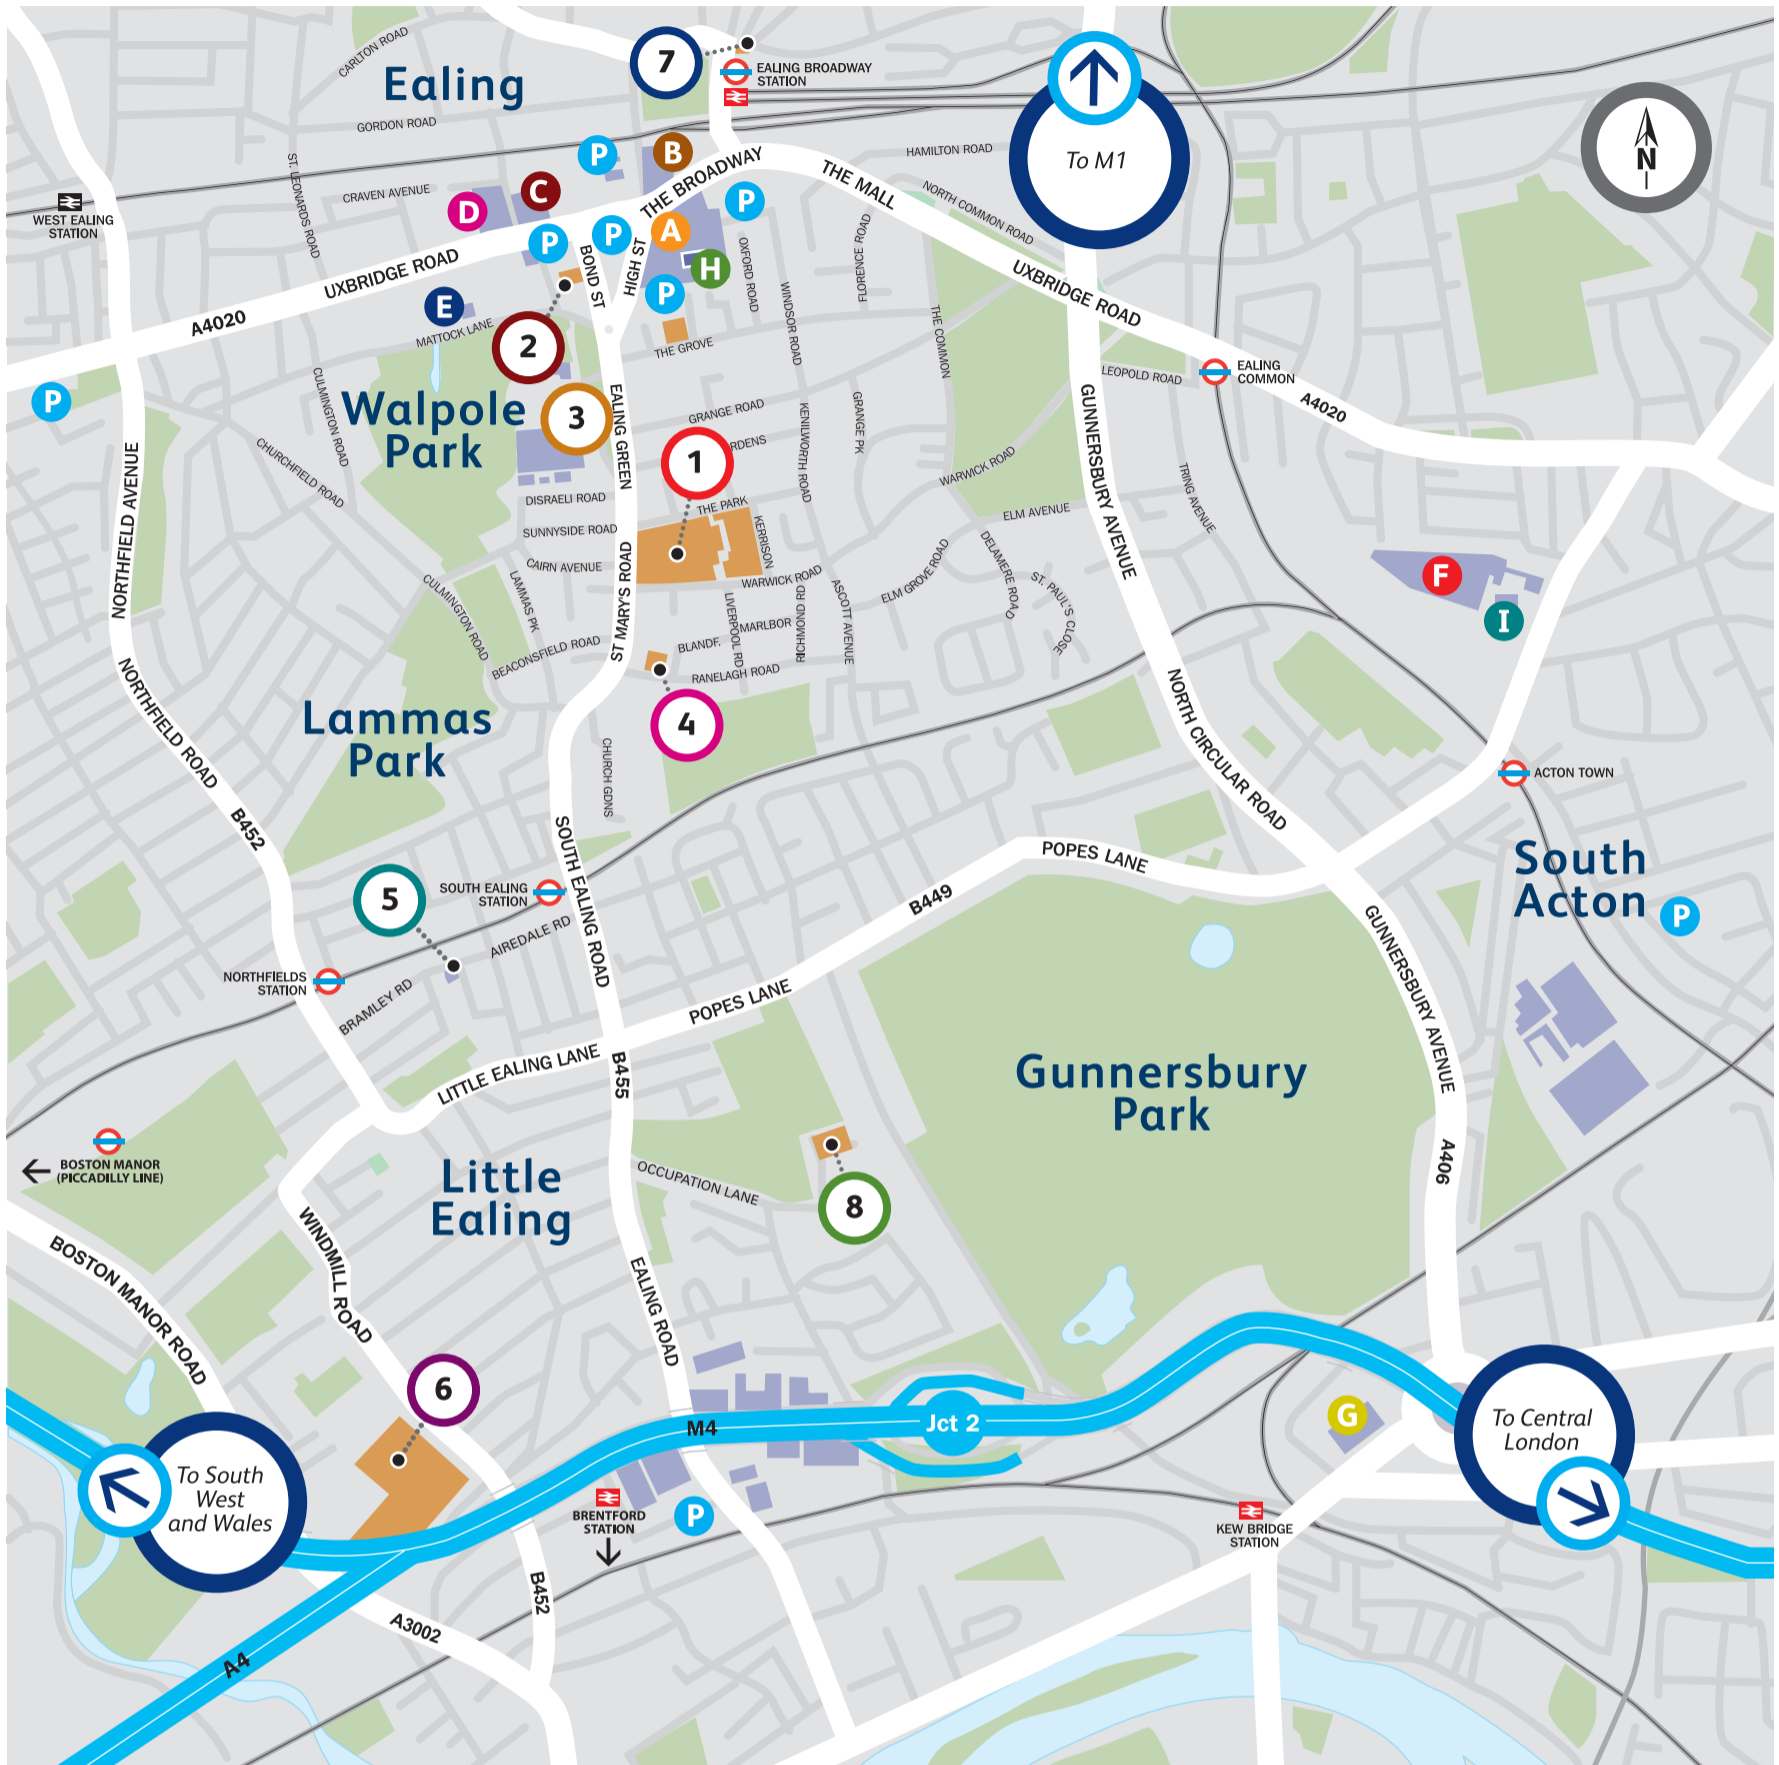 CARLTON ROAD
Ealing
7
EALING BROADWAY
STATION
To M1
N
GORDON ROAD
ST. LEONARDS ROAD
CRAVEN AVENUE
P
B
THE BROADWAY
THE MALL
HAMILTON ROAD
NORTH COMMON ROAD
WEST EALING
STATION
D
C
P
P
A
P
H
P
BOND ST
HIGH ST
OXFORD ROAD
FLORENCE ROAD
WINDSOR ROAD
UXBRIDGE ROAD
UXBRIDGE ROAD
A4020
E
MATTOCK LANE
2
THE GROVE
THE COMMON
LEOPOLD ROAD
EALING
COMMON
A4020
P
CULMINGTON ROAD
Walpole
Park
3
EALING GREEN
GRANGE ROAD
RDENS
KENILWORTH ROAD
GRANGE PK
GUNNERSBURY AVENUE
NORTHFIELD AVENUE
CHURCHFIELD ROAD
1
WARWICK ROAD
TRING AVENUE
DISRAELI ROAD
THE PARK
SUNNYSIDE ROAD
KERRISON
ELM AVENUE
CAIRN AVENUE
ST MARY'S ROAD
WARWICK ROAD
ELM GROVE ROAD
DELAMERE ROAD
ST. PAUL'S CLOSE
F
I
CULMINGTON ROAD
LAMMAS PK
LIVERPOOL RD
RICHMOND RD
ASCOTT AVENUE
MARLBOR
BLANDF.
BEACONSFIELD ROAD
RANELAGH ROAD
NORTHFIELD ROAD
Lammas
Park
4
NORTH CIRCULAR ROAD
ACTON TOWN
CHURCH GDNS
B452
SOUTH EALING ROAD
POPES LANE
South
Acton
P
5
SOUTH EALING
STATION
B449
AIREDALE RD
GUNNERSBURY AVENUE
NORTHFIELDS
STATION
BRAMLEY RD
POPES LANE
LITTLE EALING LANE
B455
Gunnersbury
Park
BOSTON MANOR
(PICCADILLY LINE)
Little
Ealing
OCCUPATION LANE
8
A406
WINDMILL ROAD
BOSTON MANOR ROAD
EALING ROAD
6
M4
Jct 2
G
To Central
London
To South
West
and Wales
BRENTFORD
STATION
P
KEW BRIDGE
STATION
B452
A3002
A4